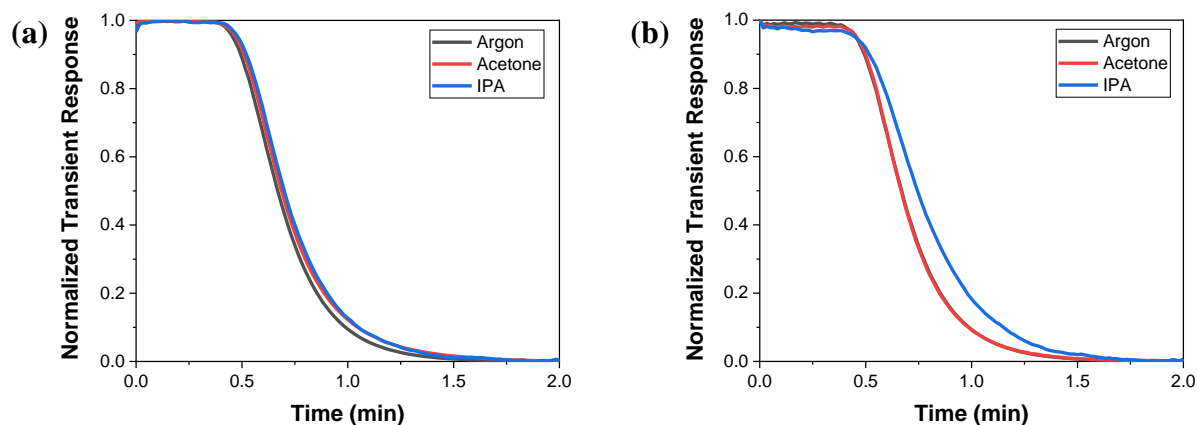 (a)
Normalized Transient Response
1.0
0.8
0.6
0.4
0.2
0.0
0.0 0.5 1.0 1.5 2.0
Time (min)
Argon
Acetone
IPA
(b)
Normalized Transient Response
1.0
0.8
0.6
0.4
0.2
0.0
0.0 0.5 1.0 1.5 2.0
Time (min)
Argon
Acetone
IPA